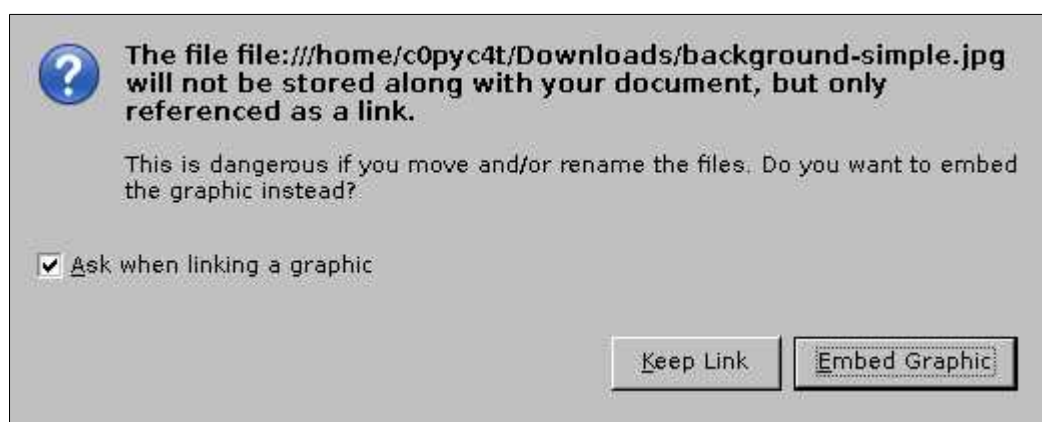 The file file:///home/c0pyc4t/Downloads/background-simple.jpg
will not be stored along with your document, but only
referenced as a link.
This is dangerous if you move and/or rename the files. Do you want to embed
the graphic instead?
Ask when linking a graphic
Keep Link
Embed Graphic